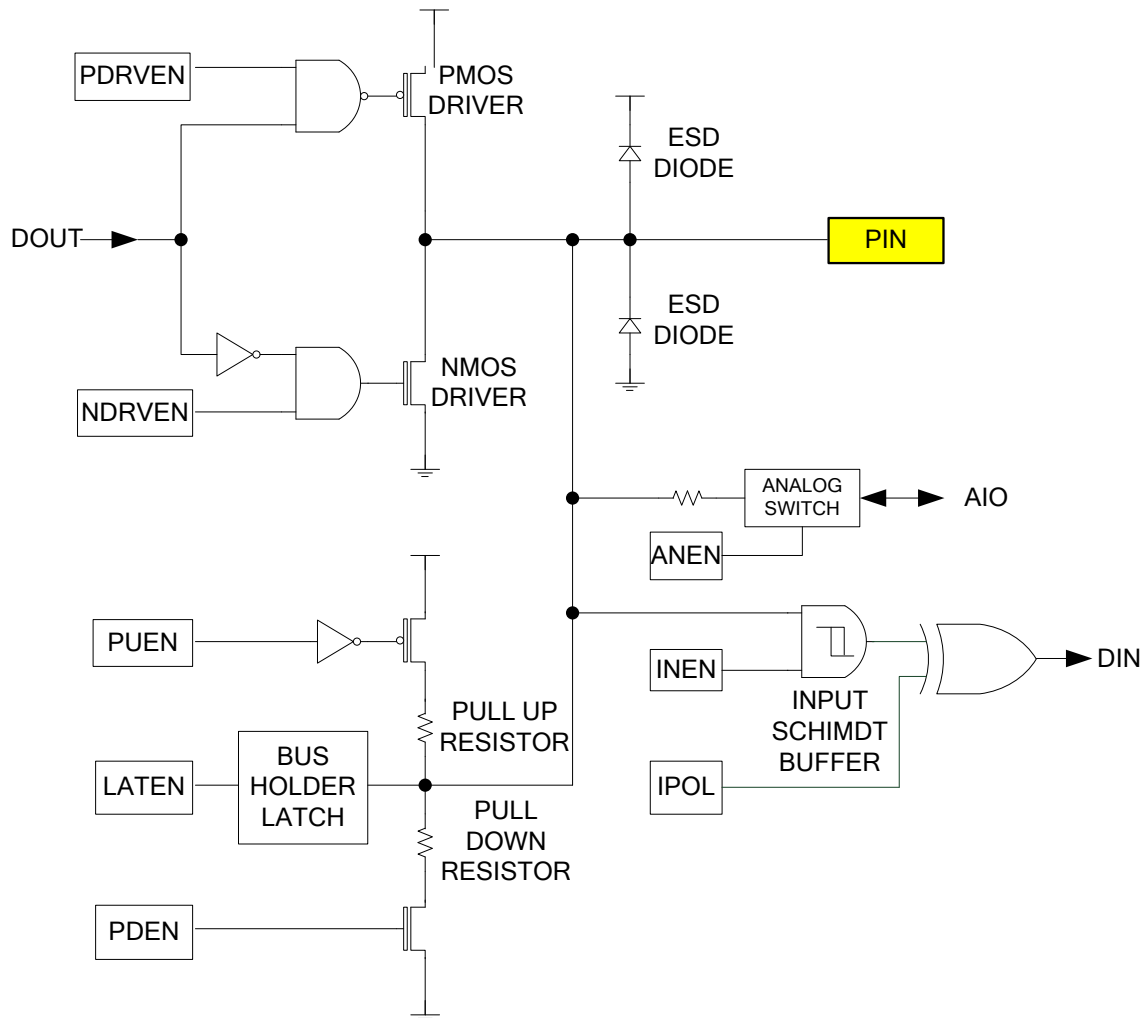 PDRVEN
PMOS
DRIVER
ESD
DIODE
DOUT
PIN
ESD
DIODE
NMOS
DRIVER
NDRVEN
ANALOG
SWITCH
AIO
ANEN
PUEN
INEN
DIN
PULL UP
RESISTOR
INPUT
SCHIMDT
BUFFER
BUS
HOLDER
LATCH
LATEN
IPOL
PULL
DOWN
RESISTOR
PDEN